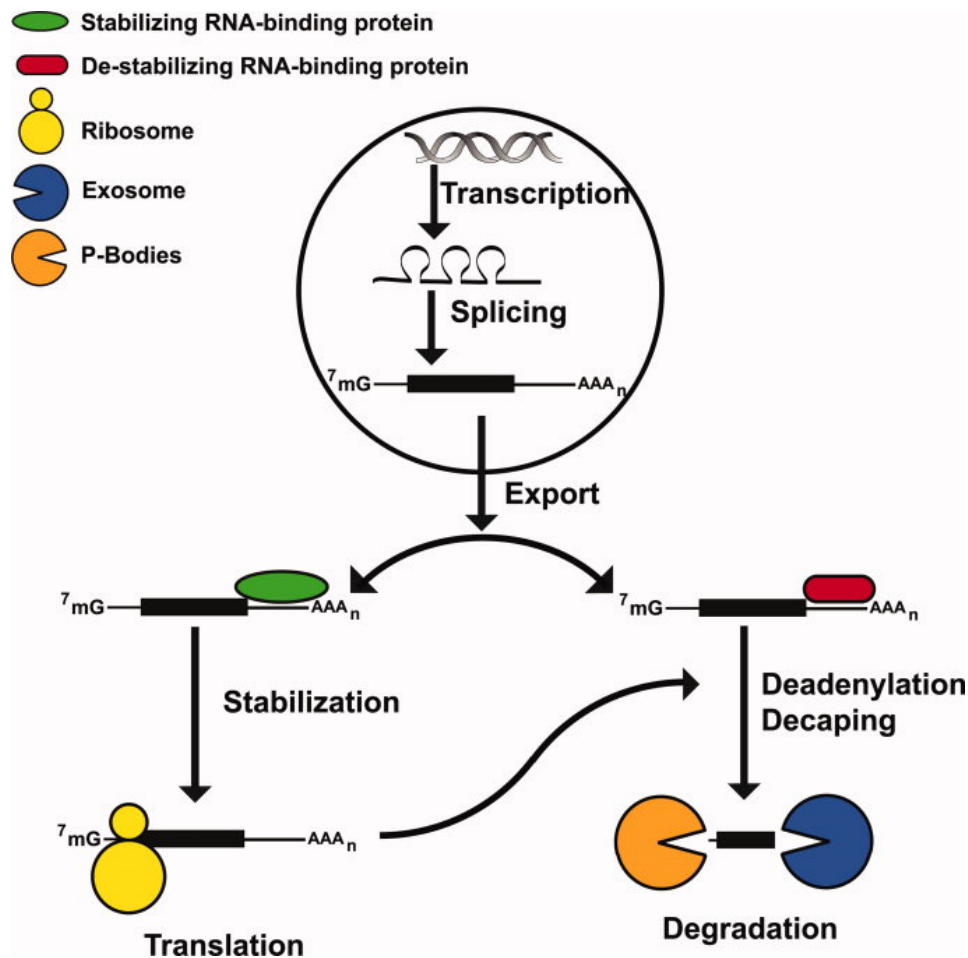 Stabilizing RNA-binding protein
De-stabilizing RNA-binding protein
Ribosome
Exosome
P-Bodies
Transcription
Splicing
⁷mG AAAₙ
Export
⁷mG AAAₙ
⁷mG AAAₙ
Stabilization
Deadenylation
Decaping
⁷mG AAAₙ
Translation
Degradation